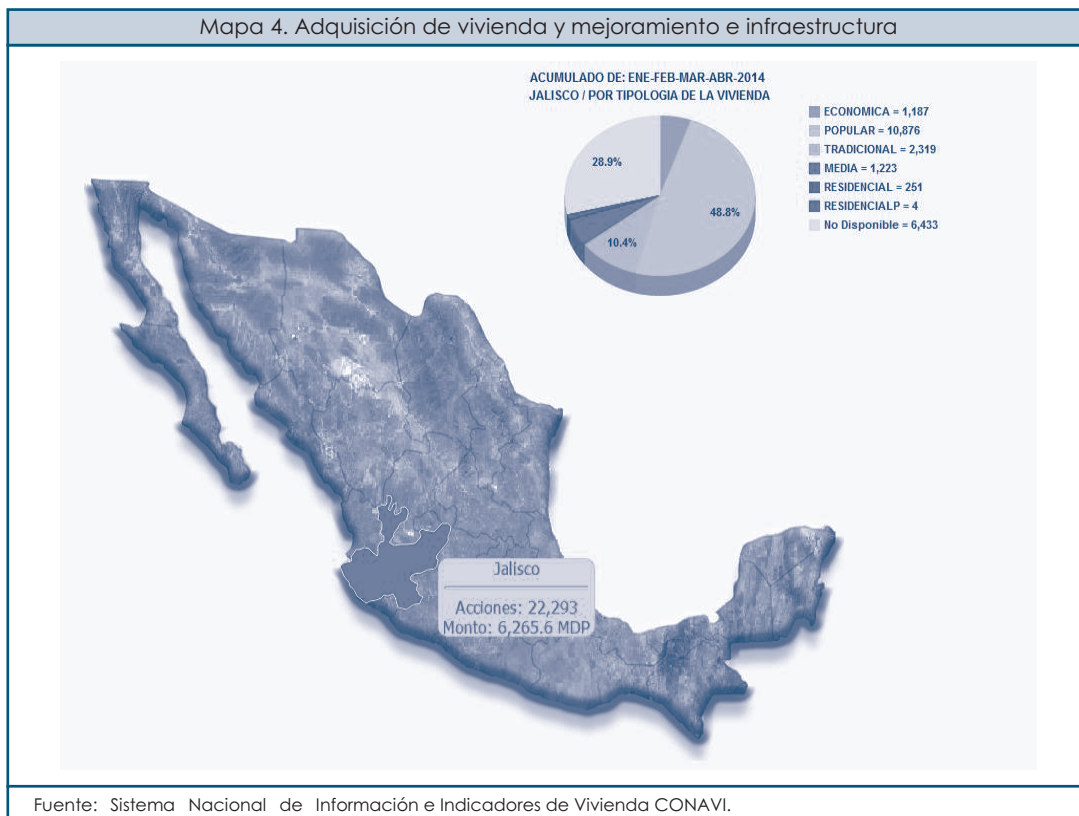 Mapa 4. Adquisición de vivienda y mejoramiento e infraestructura
ACUMULADO DE: ENE-FEB-MAR-ABR-2014
JALISCO / POR TIPOLOGIA DE LA VIVIENDA
ECONOMICA = 1,187
POPULAR = 10,876
TRADICIONAL = 2,319
MEDIA = 1,223
RESIDENCIAL = 251
RESIDENCIALP = 4
No Disponible = 6,433
28.9%
48.8%
10.4%
Jalisco
Acciones: 22,293
Monto: 6,265.6 MDP
Fuente: Sistema Nacional de Información e Indicadores de Vivienda CONAVI.